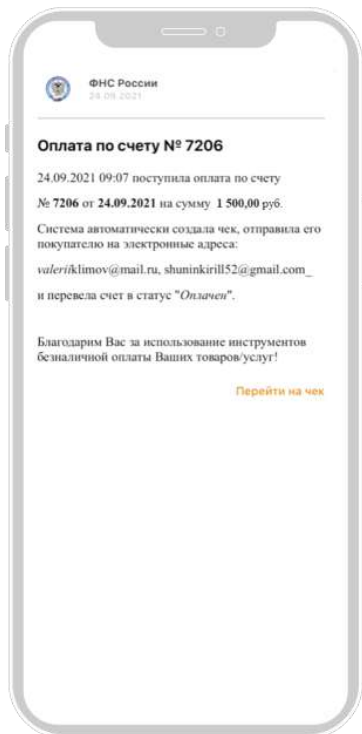 ФНС России
24.09.2021
Оплата по счету № 7206
24.09.2021 09:07 поступила оплата по счету
№ 7206 от 24.09.2021 на сумму 1 500,00 руб.
Система автоматически создала чек, отправила его
покупателю на электронные адреса:
valeriiklimov@mail.ru, shuninkirill52@gmail.com_
и перевела счет в статус "Оплачен".
Благодарим Вас за использование инструментов
безналичной оплаты Ваших товаров/услуг!
Перейти на чек